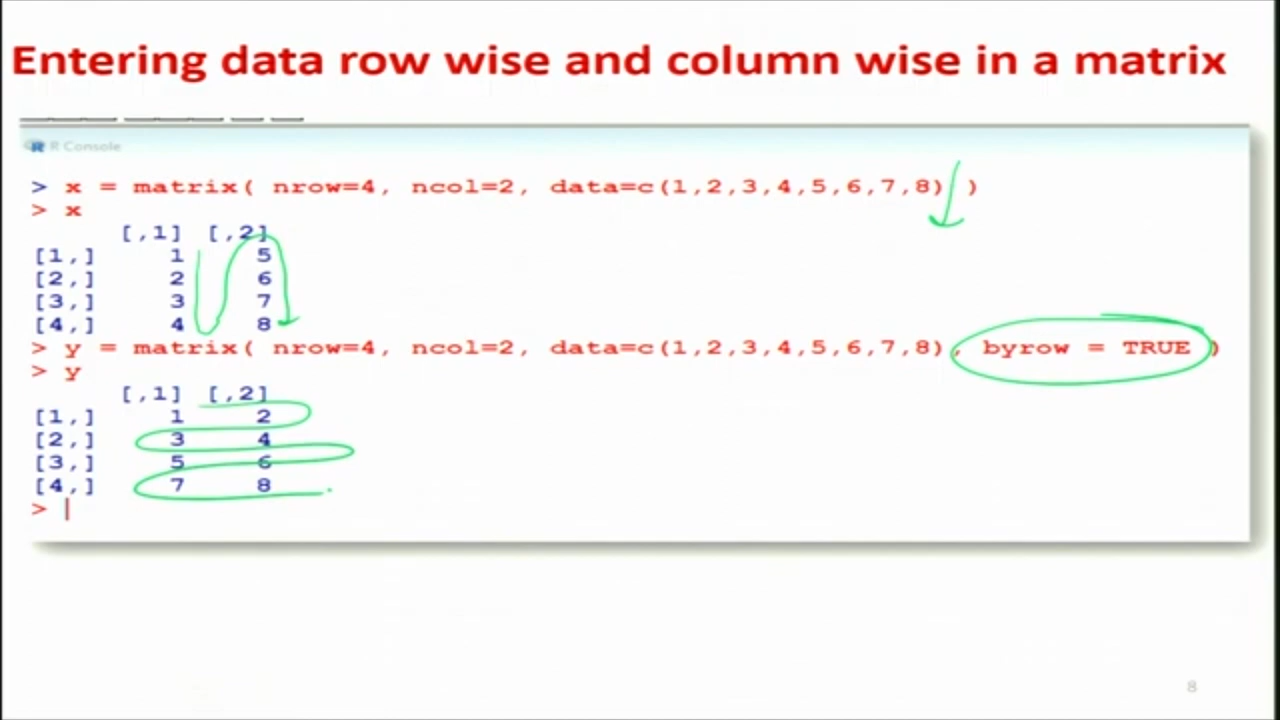 Entering data row wise and column wise in a matrix
R Console
> x = matrix( nrow=4, ncol=2, data=c(1,2,3,4,5,6,7,8) )
> x
[,1] [,2]
[1,] 1 5
[2,] 2 6
[3,] 3 7
[4,] 4 8
> y = matrix( nrow=4, ncol=2, data=c(1,2,3,4,5,6,7,8), byrow = TRUE )
> y
[,1] [,2]
[1,] 1 2
[2,] 3 4
[3,] 5 6
[4,] 7 8
> |
8